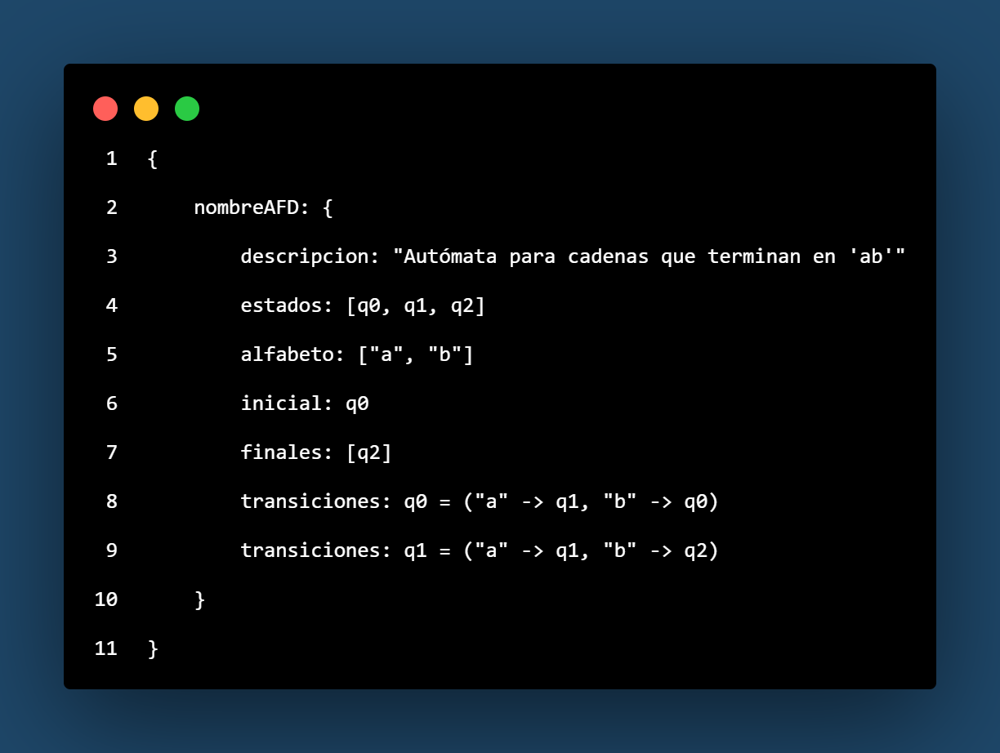 1 {
2 nombreAFD: {
3 descripcion: "Autómata para cadenas que terminan en 'ab'"
4 estados: [q0, q1, q2]
5 alfabeto: ["a", "b"]
6 inicial: q0
7 finales: [q2]
8 transiciones: q0 = ("a" -> q1, "b" -> q0)
9 transiciones: q1 = ("a" -> q1, "b" -> q2)
10 }
11 }